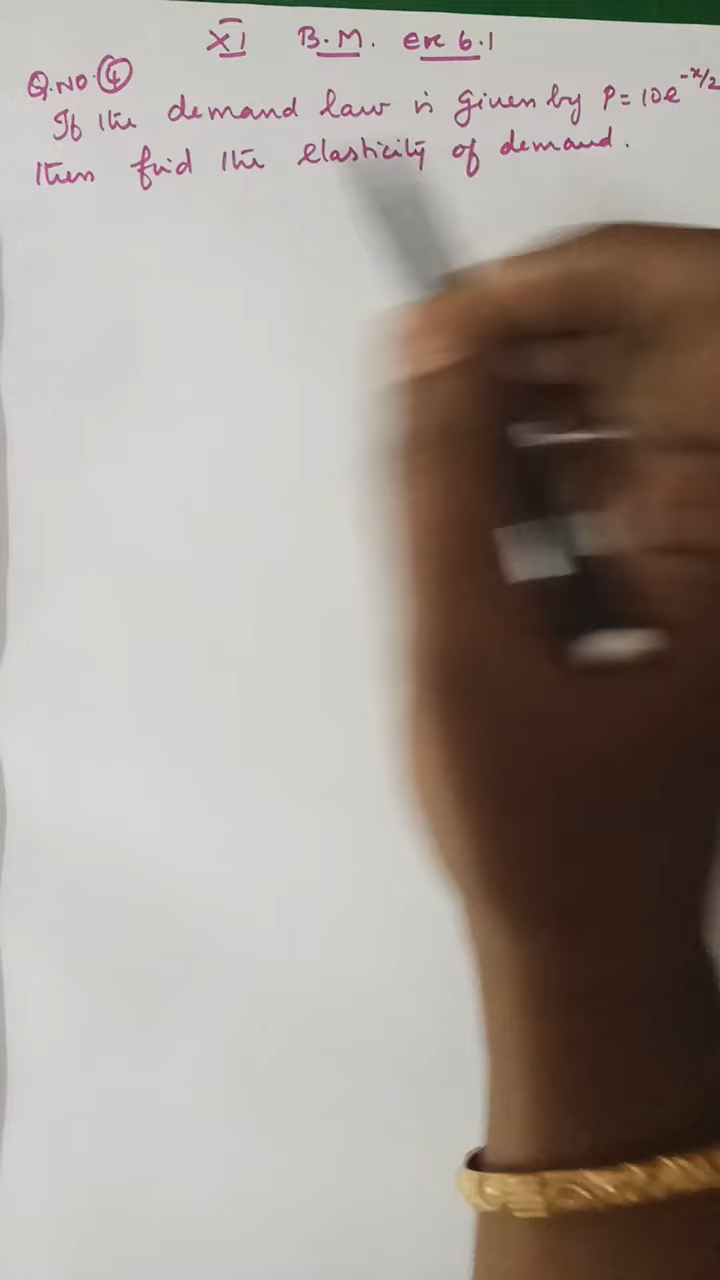 XI B.M. ex 6.1
Q.NO. ④
If the demand law is given by P = 10e^{-x/2}
then find the elasticity of demand.